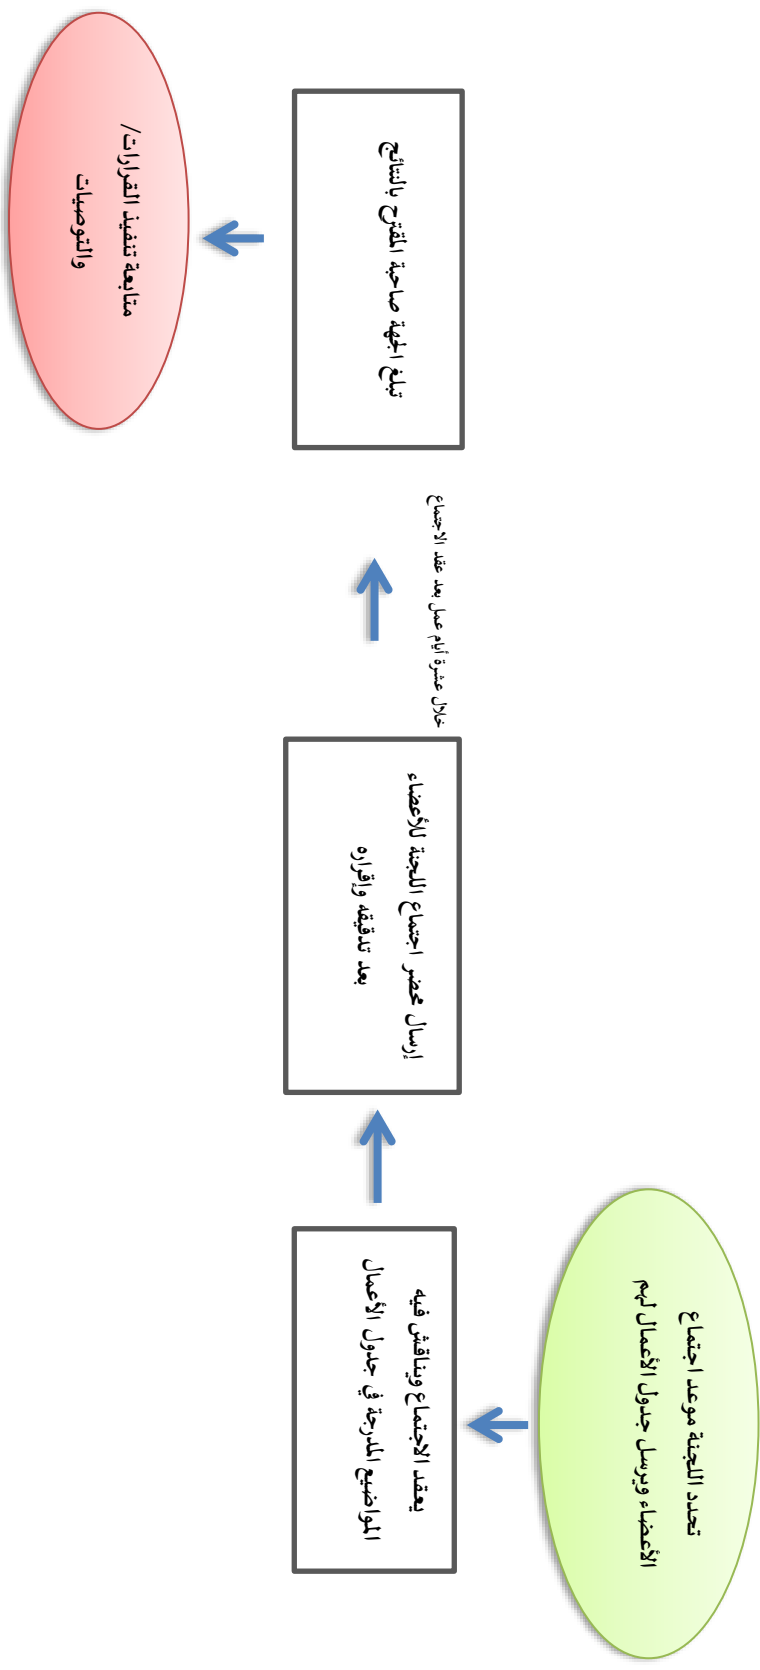 تحدد اللجنة موعد اجتماع
الأعضاء ويرسل جدول الأعمال لهم
يعقد الاجتماع ويناقش فيه
المواضيع المدرجة في جدول الأعمال
إرسال محضر اجتماع اللجنة للأعضاء
بعد تدقيقه وإقراره
خلال عشرة أيام عمل بعد عقد الاجتماع
تبلغ الجهة صاحبة المقترح بالنتائج
متابعة تنفيذ القرارات/
والتوصيات